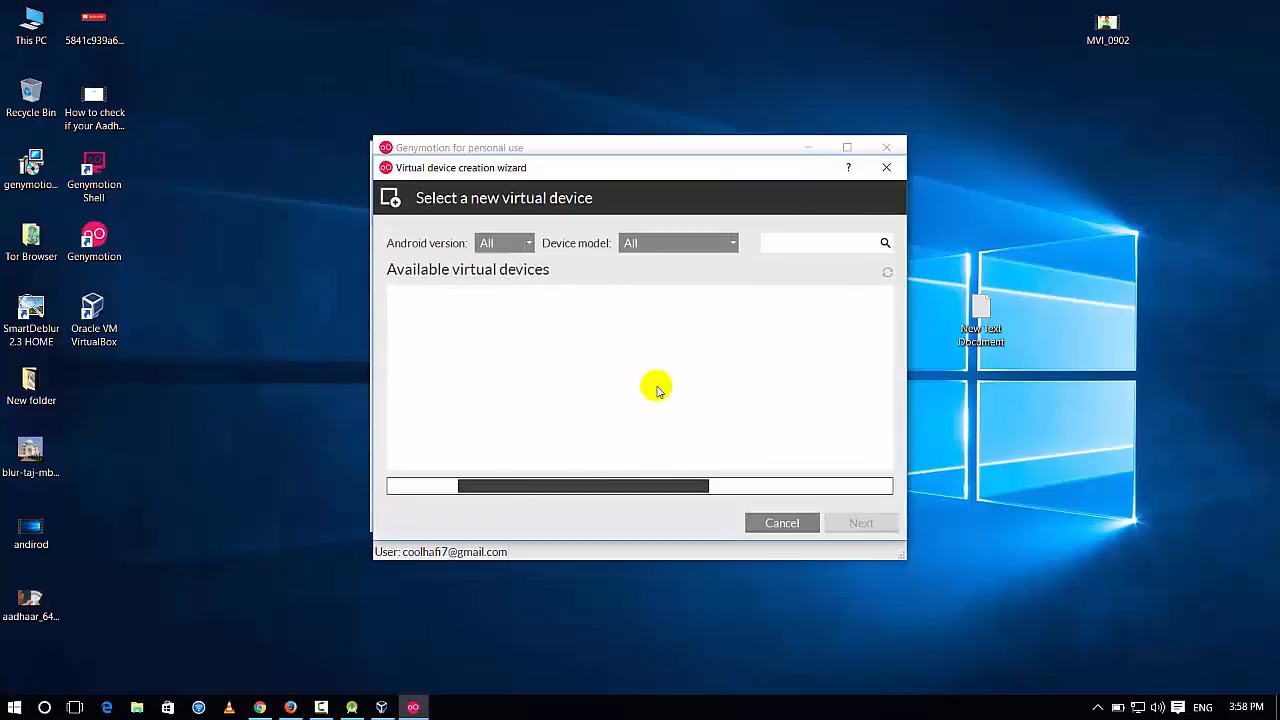 This PC
5841c939a6...
MVI_0902
Recycle Bin
How to check
if your Aadh...
genymotio...
Genymotion
Shell
Tor Browser
Genymotion
SmartDeblur
2.3 HOME
Oracle VM
VirtualBox
New folder
blur-taj-mb...
andirod
aadhaar_64...
New Text
Document
Genymotion for personal use
Virtual device creation wizard
?
Select a new virtual device
Android version: All Device model: All
Available virtual devices
Cancel Next
User: coolhafi7@gmail.com
ENG 3:58 PM